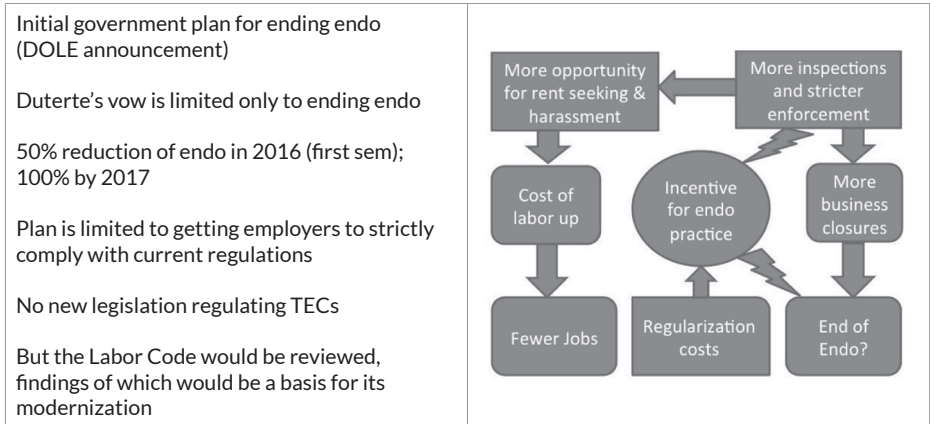 Initial government plan for ending endo
(DOLE announcement)
Duterte’s vow is limited only to ending endo
50% reduction of endo in 2016 (first sem);
100% by 2017
Plan is limited to getting employers to strictly
comply with current regulations
No new legislation regulating TECs
But the Labor Code would be reviewed,
findings of which would be a basis for its
modernization
More opportunity
for rent seeking &
harassment
More inspections
and stricter
enforcement
Cost of
labor up
Incentive
for endo
practice
More
business
closures
Fewer Jobs
Regularization
costs
End of
Endo?